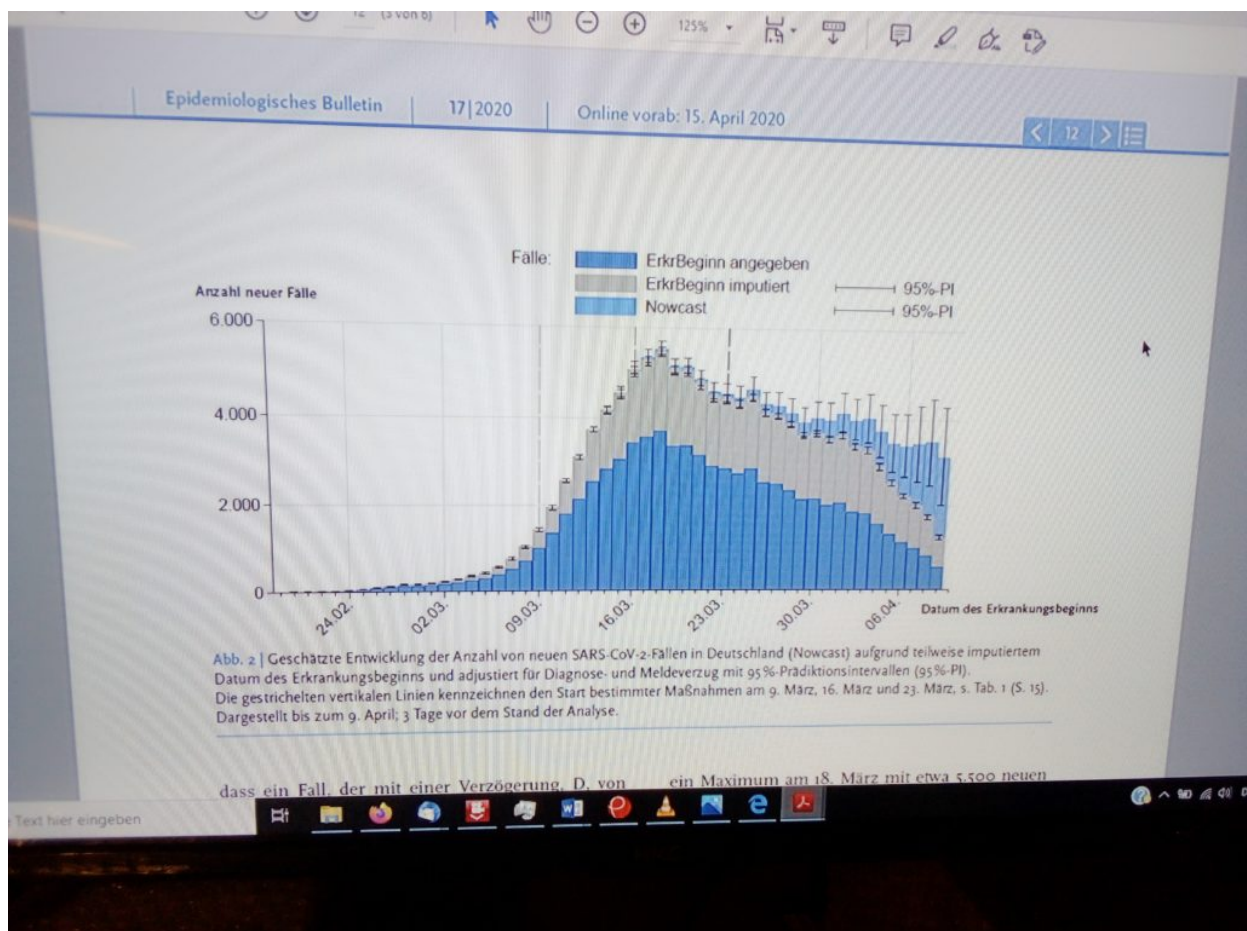 125%
Epidemiologisches Bulletin 17|2020 Online vorab: 15. April 2020 12
Fälle: ErkrBeginn angegeben
ErkrBeginn imputiert 95%-PI
Nowcast 95%-PI
Anzahl neuer Fälle
6.000
4.000
2.000
0
24.02. 02.03. 09.03. 16.03. 23.03. 30.03. 06.04. Datum des Erkrankungsbeginns
Abb. 2 | Geschätzte Entwicklung der Anzahl von neuen SARS-CoV-2-Fällen in Deutschland (Nowcast) aufgrund teilweise imputiertem
Datum des Erkrankungsbeginns und adjustiert für Diagnose- und Meldeverzug mit 95%-Prädiktionsintervallen (95%-PI).
Die gestrichelten vertikalen Linien kennzeichnen den Start bestimmter Maßnahmen am 9. März, 16. März und 23. März, s. Tab. 1 (S. 15).
Dargestellt bis zum 9. April; 3 Tage vor dem Stand der Analyse.
dass ein Fall, der mit einer Verzögerung, D, von ein Maximum am 18. März mit etwa 5.500 neuen
Text hier eingeben